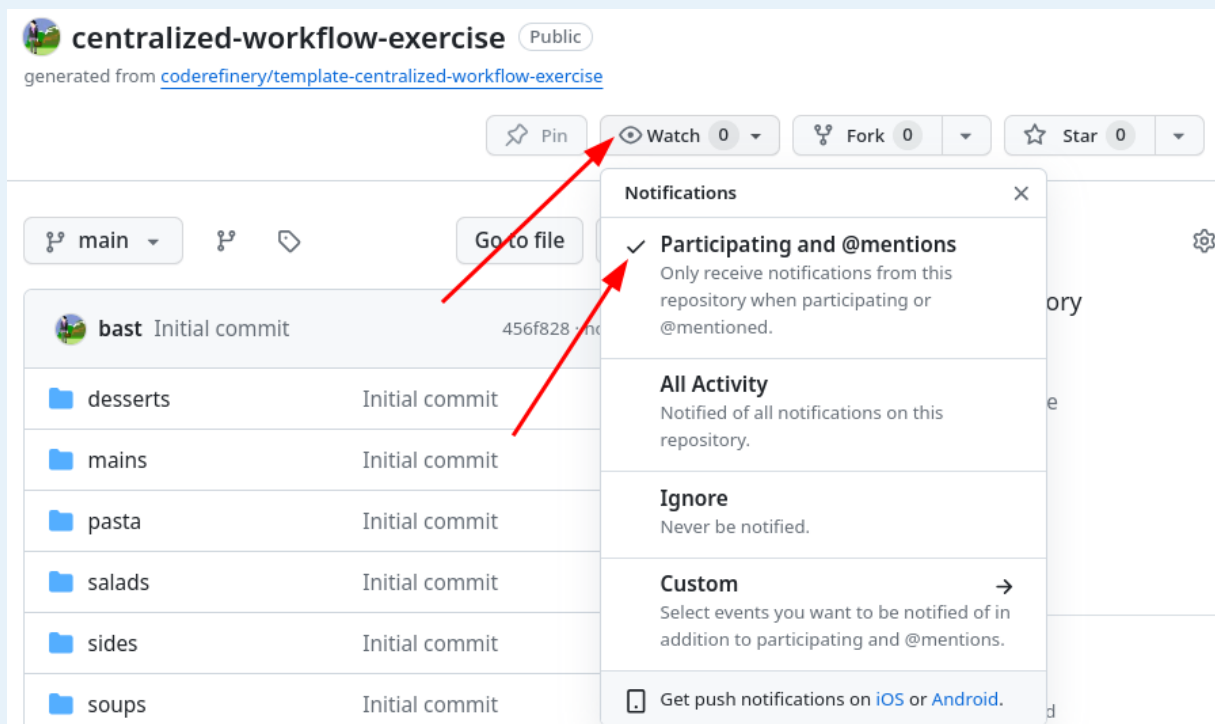 centralized-workflow-exercise Public
generated from coderefinery/template-centralized-workflow-exercise
Pin Watch 0 Fork 0 Star 0
Notifications
main Go to file
Participating and @mentions
Only receive notifications from this
repository when participating or
@mentioned.
ory
bast Initial commit 456f828 ·
All Activity
Notified of all notifications on this
repository.
e
desserts Initial commit
mains Initial commit
Ignore
Never be notified.
pasta Initial commit
Custom
Select events you want to be notified of in
addition to participating and @mentions.
salads Initial commit
sides Initial commit
soups Initial commit
Get push notifications on iOS or Android.
d